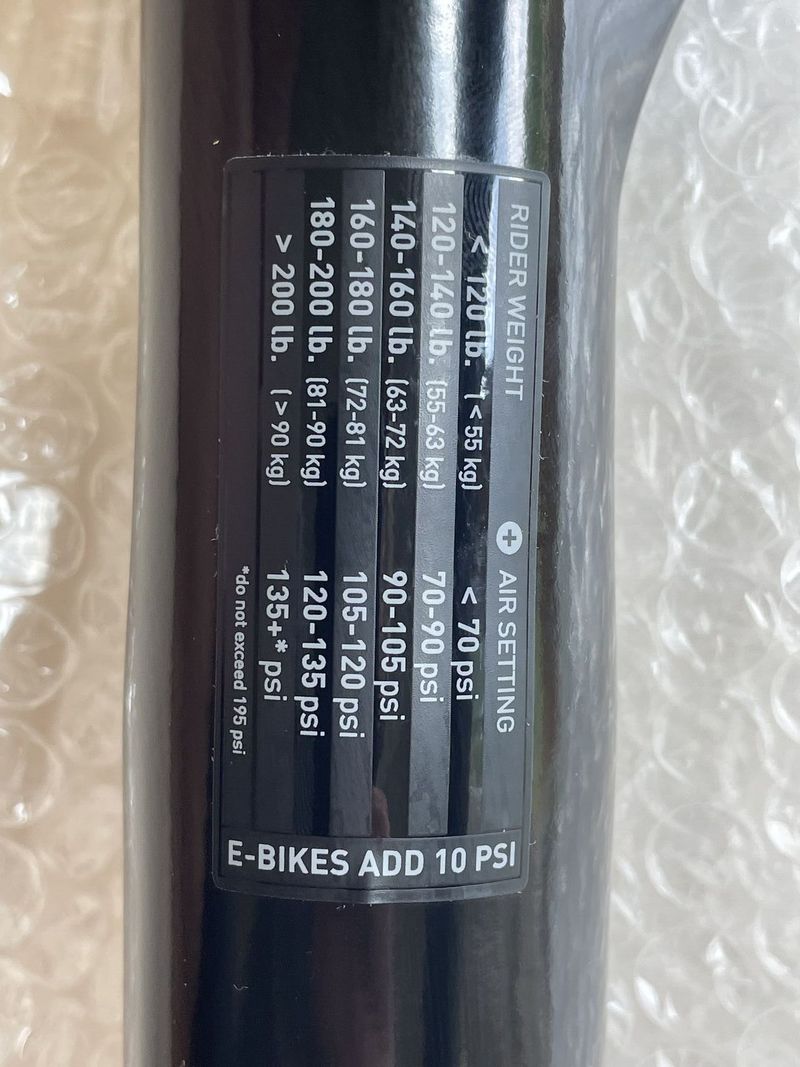 RIDER WEIGHT + AIR SETTING
< 120 lb. (<55 kg) < 70 psi
120-140 lb. (55-63 kg) 70-90 psi
140-160 lb. (63-72 kg) 90-105 psi
160-180 lb. (72-81 kg) 105-120 psi
180-200 lb. (81-90 kg) 120-135 psi
> 200 lb. (>90 kg) 135+* psi
*do not exceed 195 psi
E-BIKES ADD 10 PSI